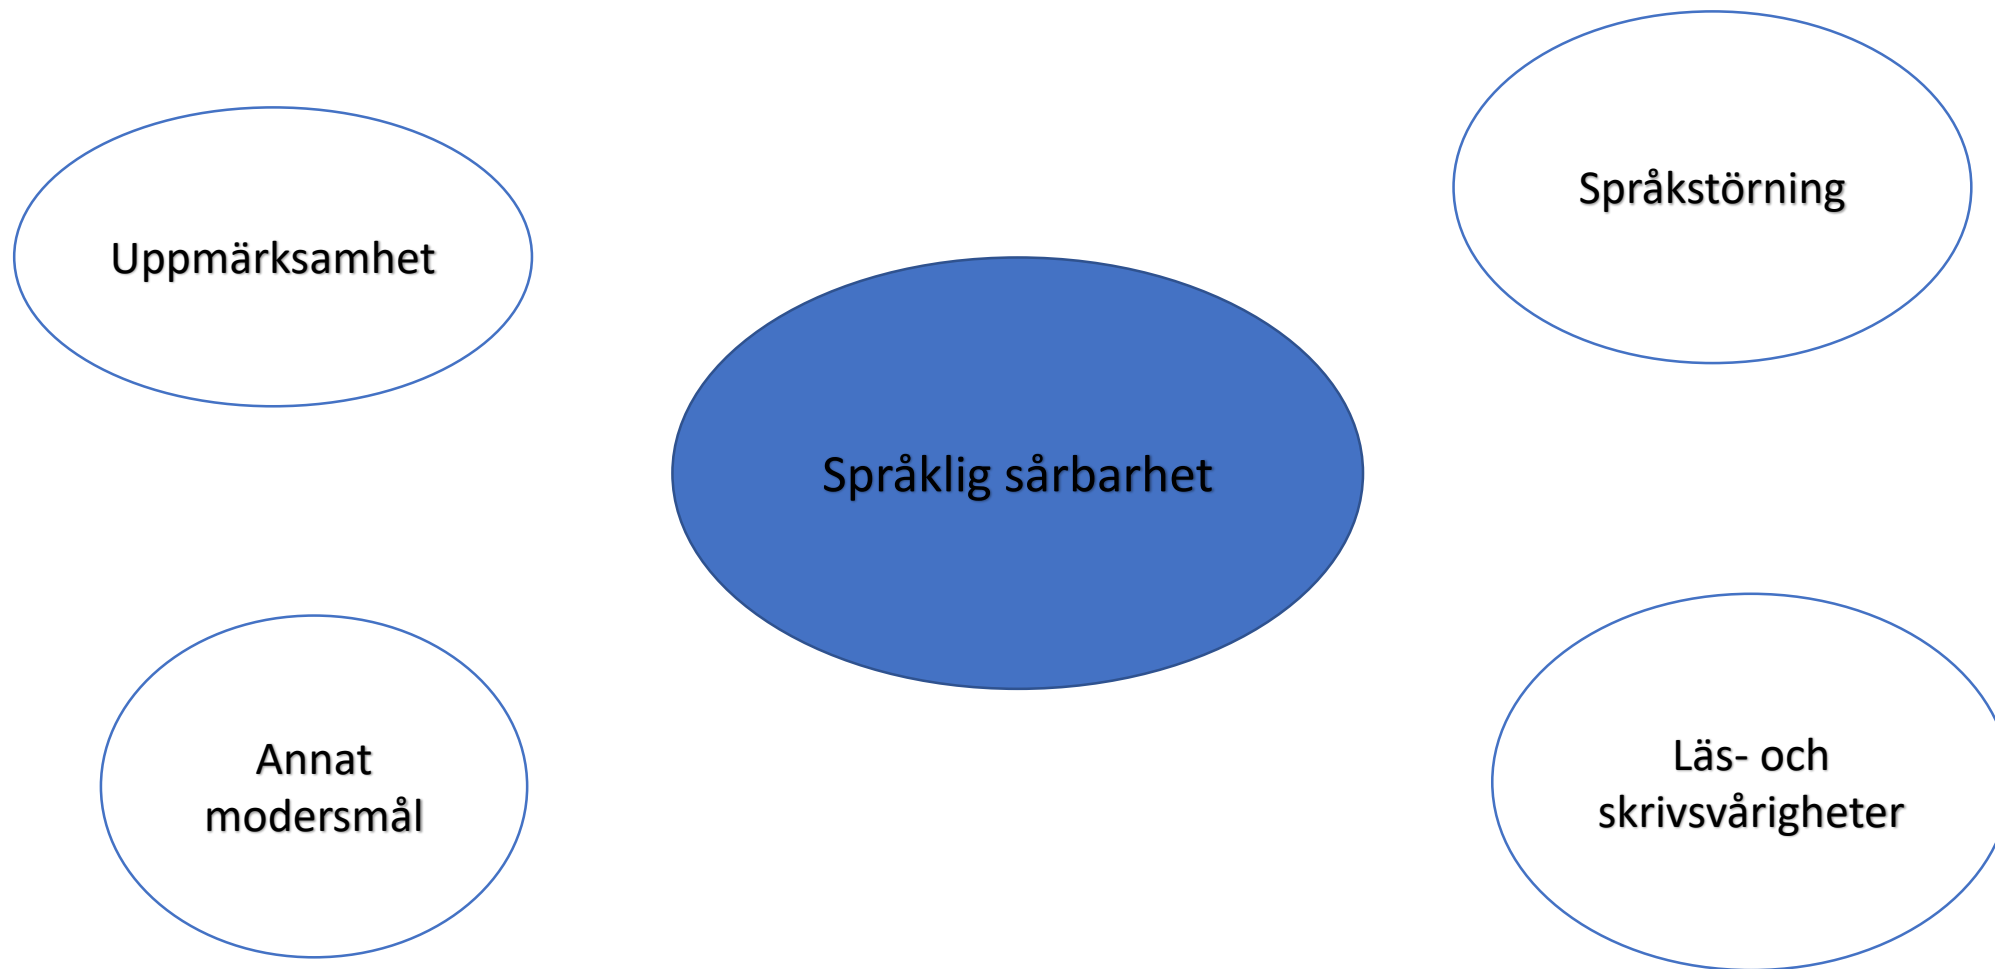 Språkstörning
Uppmärksamhet
Språklig sårbarhet
Annat
modersmål
Läs- och
skrivsvårigheter